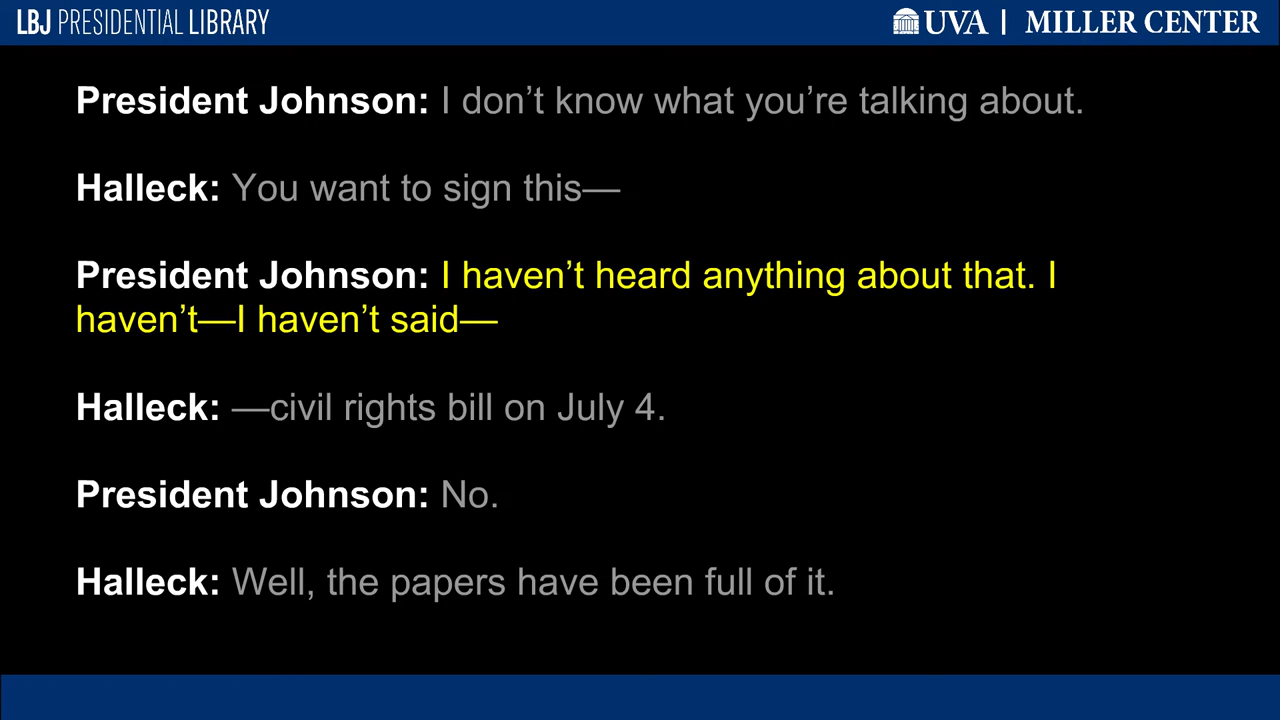 LBJ PRESIDENTIAL LIBRARY
UVA | MILLER CENTER
President Johnson: I don’t know what you’re talking about.
Halleck: You want to sign this—
President Johnson: I haven’t heard anything about that. I
haven’t—I haven’t said—
Halleck: —civil rights bill on July 4.
President Johnson: No.
Halleck: Well, the papers have been full of it.